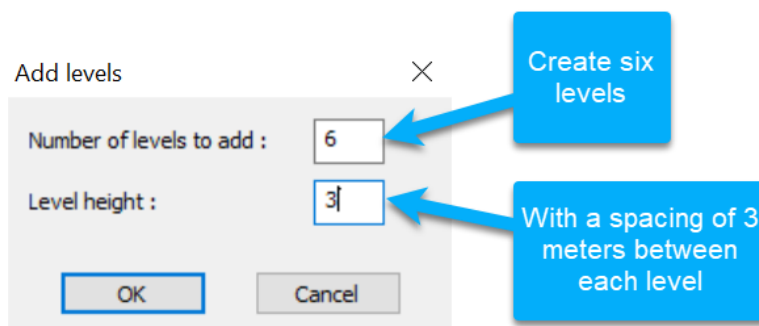 Add levels
Number of levels to add :
6
Level height :
3
OK
Cancel
Create six
levels
With a spacing of 3
meters between
each level